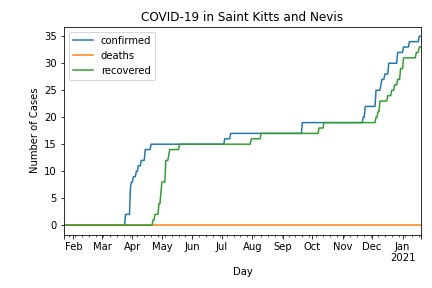 COVID-19 in Saint Kitts and Nevis
confirmed
deaths
recovered
35
30
25
20
15
10
5
0
Number of Cases
Feb Mar Apr May Jun Jul Aug Sep Oct Nov Dec Jan
2021
Day